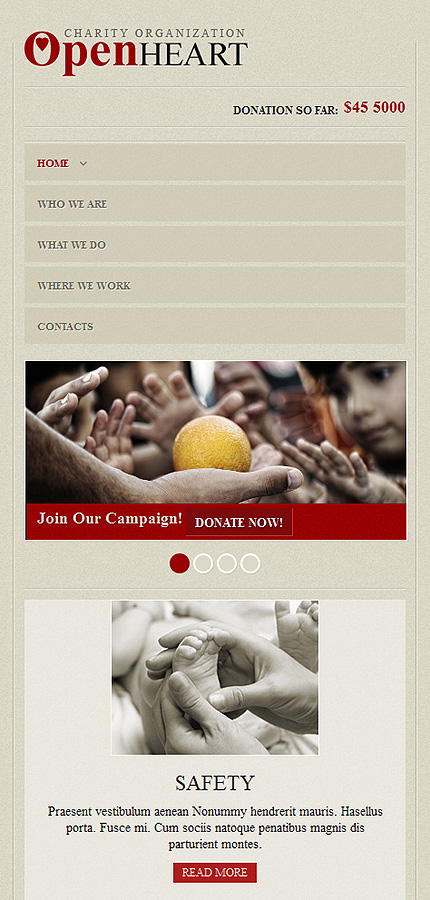 CHARITY ORGANIZATION
OpenHEART
DONATION SO FAR: $45 5000
HOME
WHO WE ARE
WHAT WE DO
WHERE WE WORK
CONTACTS
Join Our Campaign! DONATE NOW!
SAFETY
Praesent vestibulum aenean Nonummy hendrerit mauris. Hasellus
porta. Fusce mi. Cum sociis natoque penatibus magnis dis
parturient montes.
READ MORE